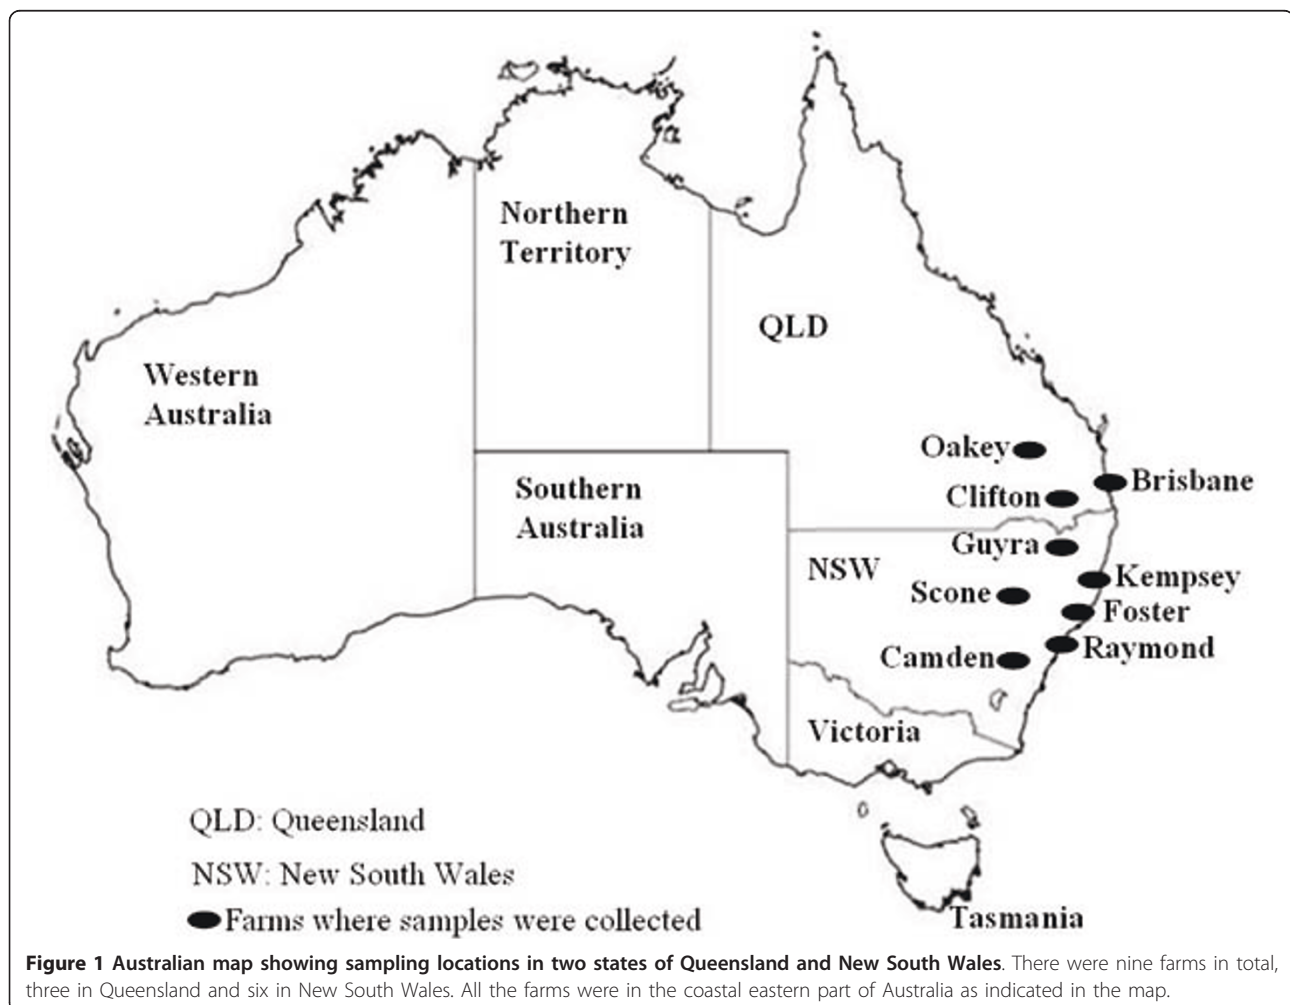 Northern
Territory
QLD
Western
Australia
Southern
Australia
Oakey
Brisbane
Clifton
Guyra
NSW
Kempsey
Scone
Foster
Raymond
Camden
Victoria
QLD: Queensland
NSW: New South Wales
Farms where samples were collected
Tasmania
Figure 1 Australian map showing sampling locations in two states of Queensland and New South Wales. There were nine farms in total,
three in Queensland and six in New South Wales. All the farms were in the coastal eastern part of Australia as indicated in the map.